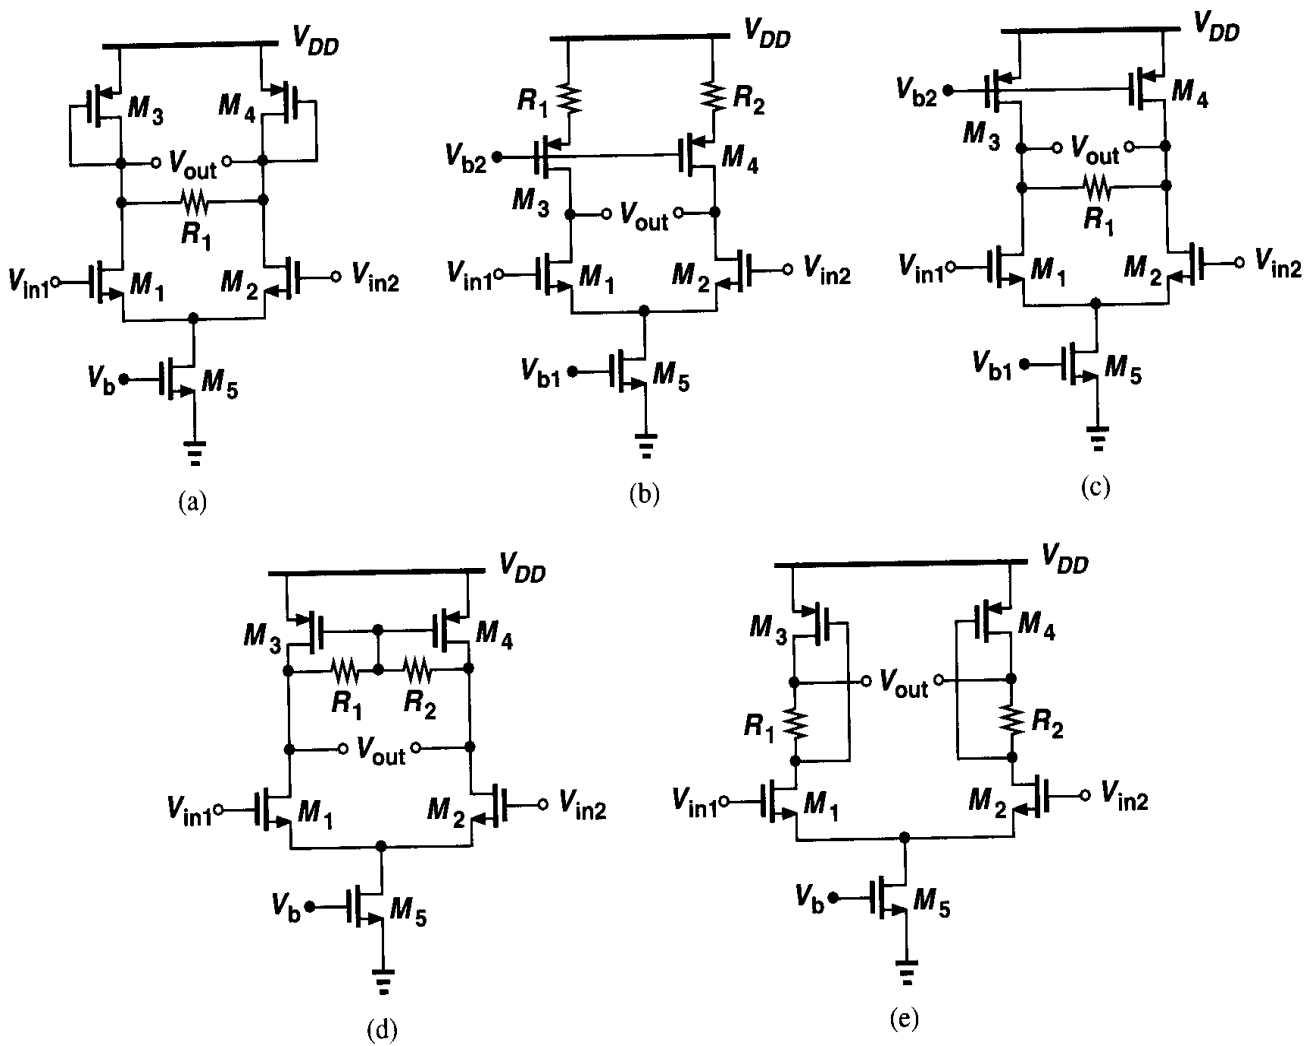 V_DD
M_3
M_4
V_out
R_1
V_in1
M_1
M_2
V_in2
V_b
M_5
(a)
V_DD
R_1
R_2
V_b2
M_3
M_4
V_out
V_in1
M_1
M_2
V_in2
V_b1
M_5
(b)
V_DD
V_b2
M_3
M_4
V_out
R_1
V_in1
M_1
M_2
V_in2
V_b1
M_5
(c)
V_DD
M_3
M_4
R_1
R_2
V_out
V_in1
M_1
M_2
V_in2
V_b
M_5
(d)
V_DD
M_3
M_4
V_out
R_1
R_2
V_in1
M_1
M_2
V_in2
V_b
M_5
(e)